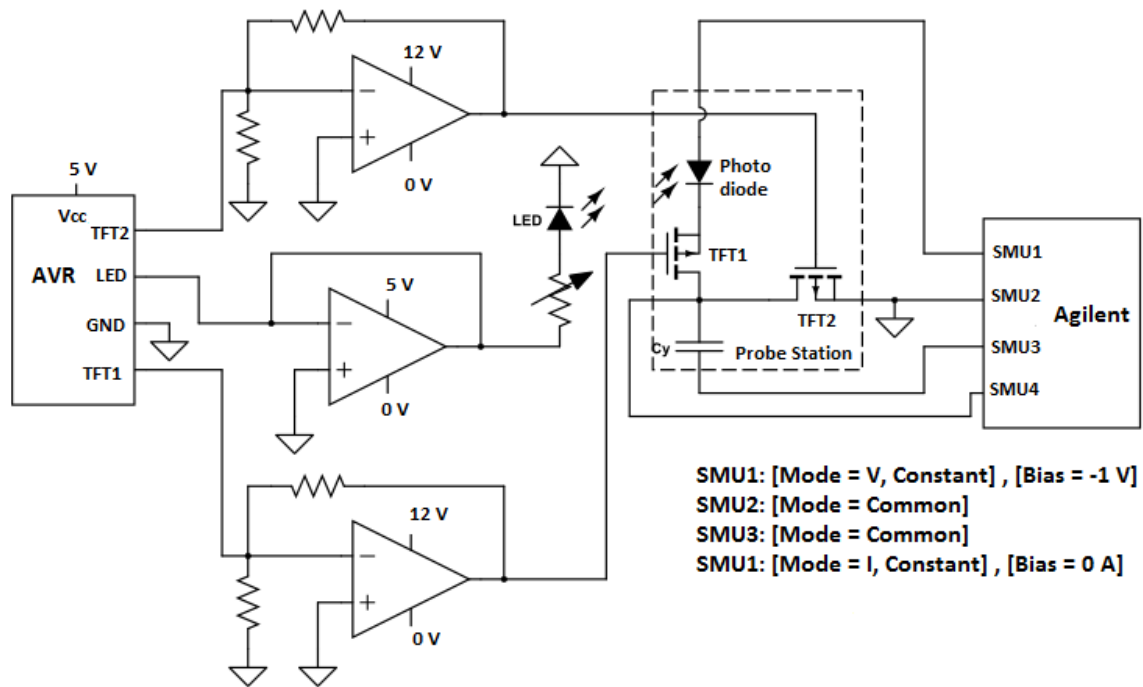 12 V
−
+
0 V
5 V
Vcc
TFT2
AVR
LED
GND
TFT1
5 V
−
+
0 V
LED
12 V
−
+
0 V
Photo
diode
TFT1
TFT2
Cy
Probe Station
SMU1
SMU2
Agilent
SMU3
SMU4
SMU1: [Mode = V, Constant] , [Bias = -1 V]
SMU2: [Mode = Common]
SMU3: [Mode = Common]
SMU1: [Mode = I, Constant] , [Bias = 0 A]